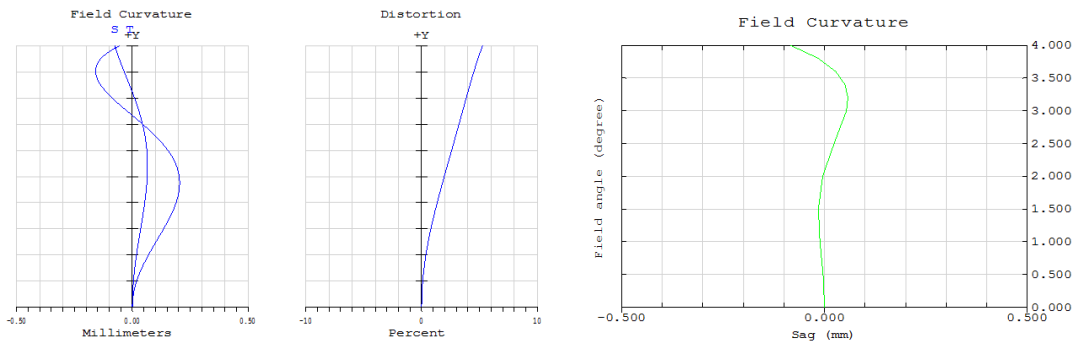 Field Curvature
S T
+Y
-0.50
0.00
0.50
Millimeters
Distortion
+Y
-10
0
10
Percent
Field Curvature
4.000
3.500
3.000
2.500
2.000
1.500
1.000
0.500
0.000
Field angle (degree)
-0.500
0.000
0.500
Sag (mm)